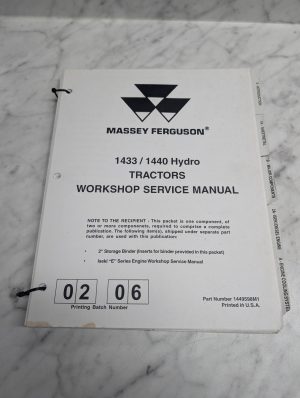 MASSEY FERGUSON®
1433 / 1440 Hydro
TRACTORS
WORKSHOP SERVICE MANUAL
NOTE TO THE RECIPIENT - This packet is one component, of
two or more components, required to comprise a complete
publication. The following item(s), shipped under separate part
number, are used with this publication:
• 2" Storage Binder (Inserts for binder provided in this packet)
• Iseki "E" Series Engine Workshop Service Manual
02 06
Printing Batch Number
Part Number 1449598M1
Printed in U.S.A.